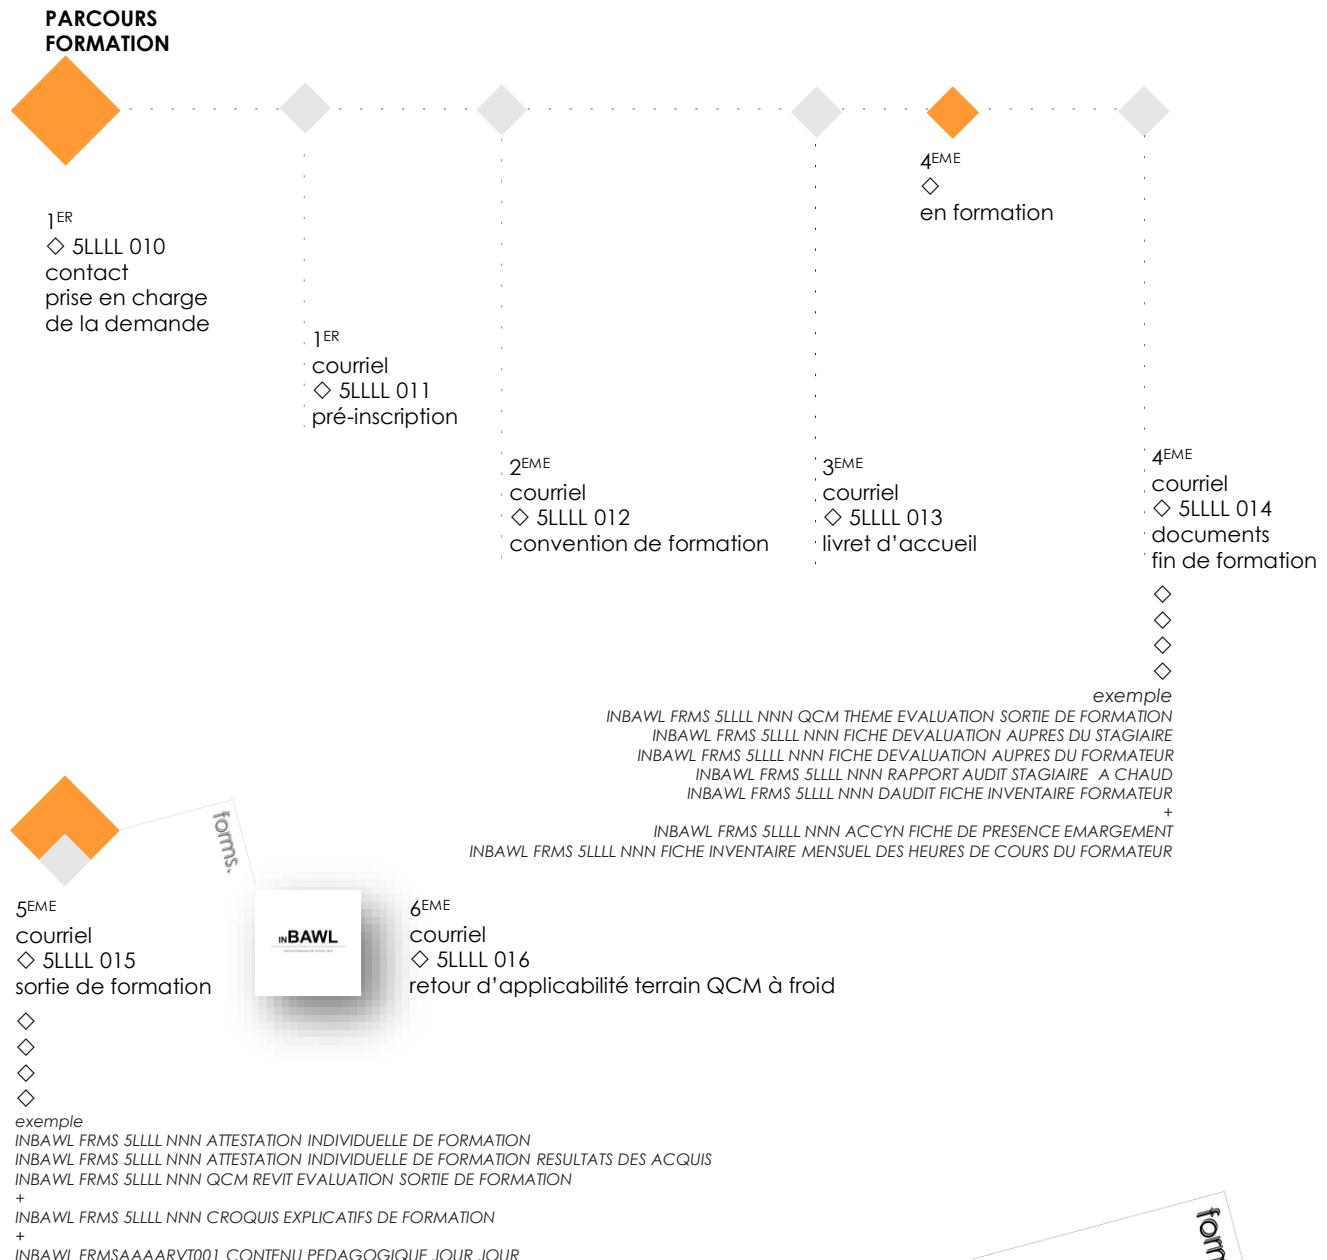 PARCOURS
FORMATION
1ER
◇ 5LLLL 010
contact
prise en charge
de la demande
1ER
courriel
◇ 5LLLL 011
pré-inscription
2EME
courriel
◇ 5LLLL 012
convention de formation
3EME
courriel
◇ 5LLLL 013
livret d’accueil
4EME
◇
en formation
4EME
courriel
◇ 5LLLL 014
documents
fin de formation
◇
◇
◇
◇
exemple
INBAWL FRMS 5LLLL NNN QCM THEME EVALUATION SORTIE DE FORMATION
INBAWL FRMS 5LLLL NNN FICHE DEVALUATION AUPRES DU STAGIAIRE
INBAWL FRMS 5LLLL NNN FICHE DEVALUATION AUPRES DU FORMATEUR
INBAWL FRMS 5LLLL NNN RAPPORT AUDIT STAGIAIRE A CHAUD
INBAWL FRMS 5LLLL NNN DAUDIT FICHE INVENTAIRE FORMATEUR
+
INBAWL FRMS 5LLLL NNN ACCYN FICHE DE PRESENCE EMARGEMENT
INBAWL FRMS 5LLLL NNN FICHE INVENTAIRE MENSUEL DES HEURES DE COURS DU FORMATEUR
forms.
INBAWL
5EME
courriel
◇ 5LLLL 015
sortie de formation
◇
◇
◇
◇
6EME
courriel
◇ 5LLLL 016
retour d’applicabilité terrain QCM à froid
exemple
INBAWL FRMS 5LLLL NNN ATTESTATION INDIVIDUELLE DE FORMATION
INBAWL FRMS 5LLLL NNN ATTESTATION INDIVIDUELLE DE FORMATION RESULTATS DES ACQUIS
INBAWL FRMS 5LLLL NNN QCM REVIT EVALUATION SORTIE DE FORMATION
+
INBAWL FRMS 5LLLL NNN CROQUIS EXPLICATIFS DE FORMATION
+
INBAWL FRMSAAAARVT001 CONTENU PEDAGOGIQUE JOUR JOUR